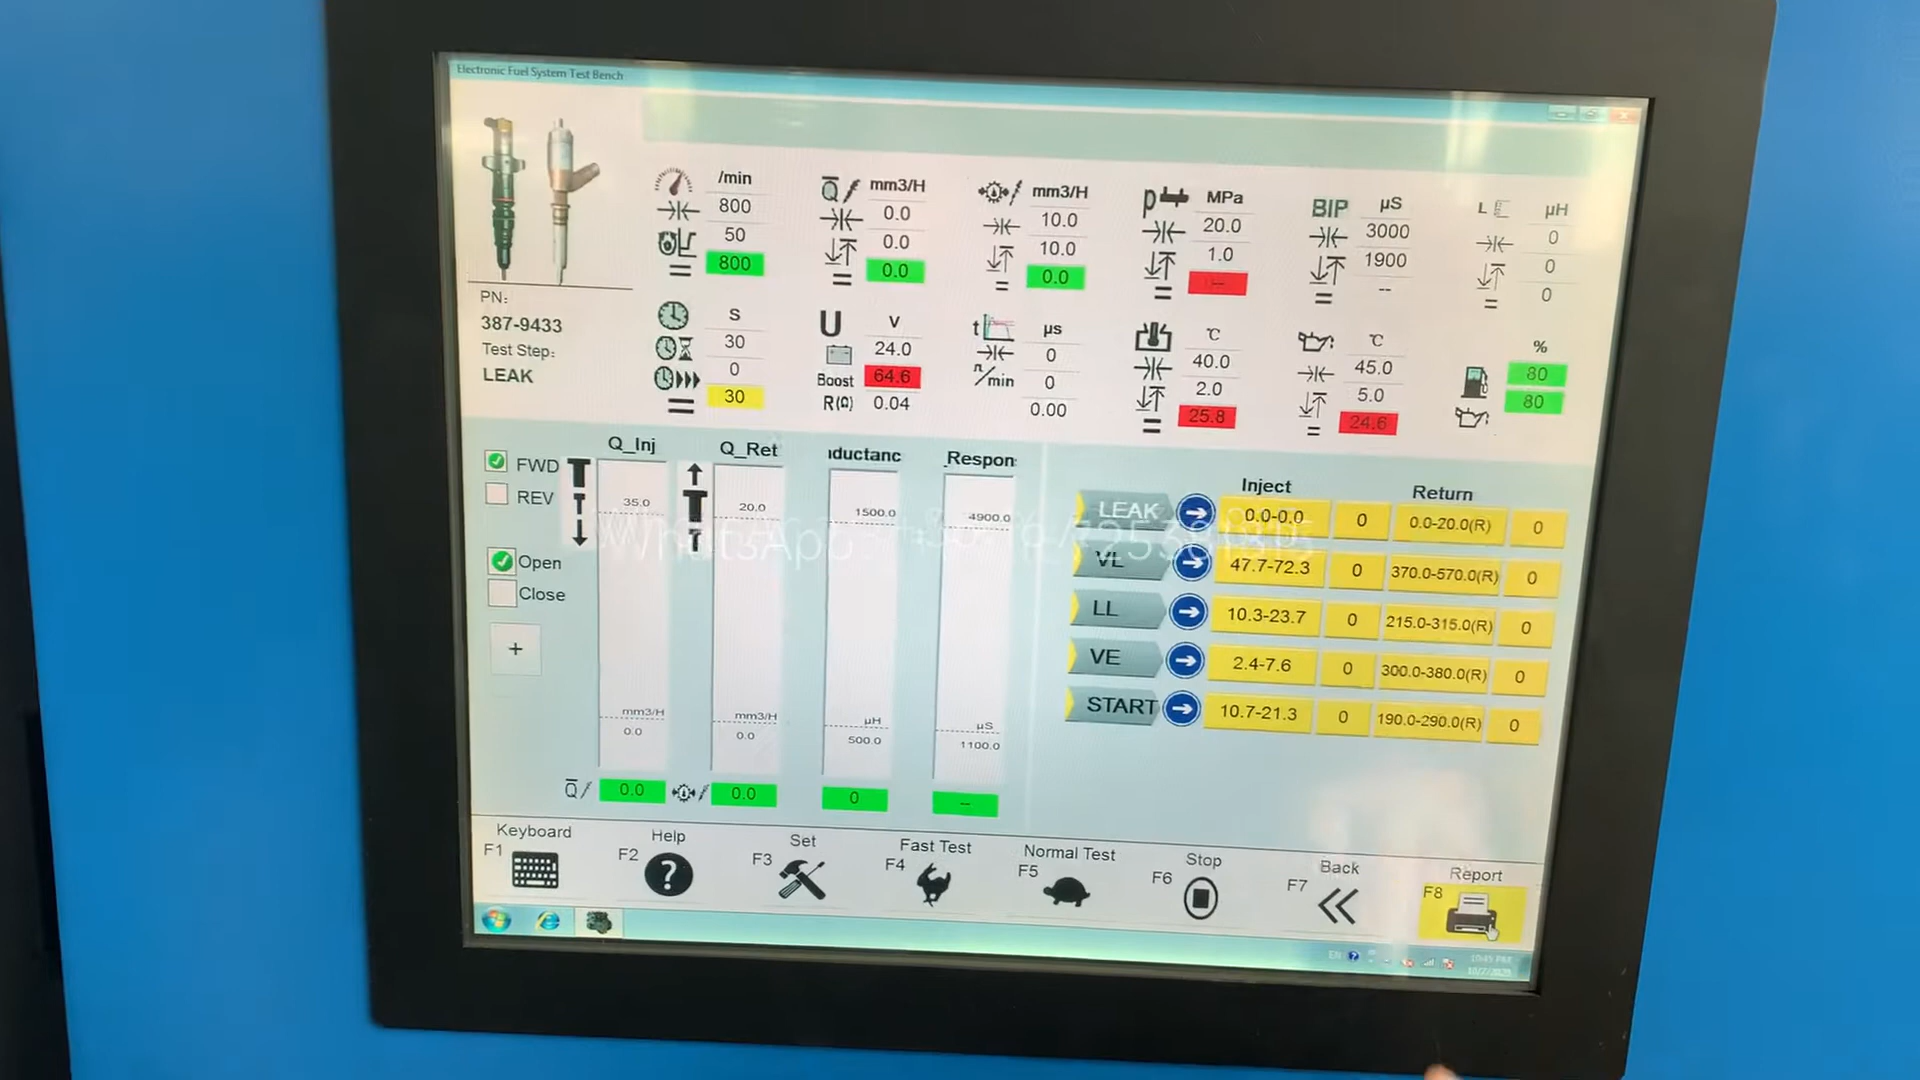 Electronic Fuel System Test Bench
/min
800
50
800
mm3/H
0.0
0.0
0.0
mm3/H
10.0
10.0
0.0
P MPa
20.0
1.0
--
BIP µS
3000
1900
--
L µH
0
0
0
PN:
387-9433
Test Step:
LEAK
S
30
0
30
U V
24.0
Boost 64.6
R(Ω) 0.04
t µs
0
n/min 0
0.00
℃
40.0
2.0
25.8
℃
45.0
5.0
24.6
%
80
80
FWD
REV
Open
Close
+
Q_Inj
35.0
mm3/H
0.0
Q̄ 0.0
Q_Ret
20.0
mm3/H
0.0
0.0
ıductanc
1500.0
µH
500.0
0
_Respon
4900.0
µS
1100.0
--
Inject Return
LEAK 0.0-0.0 0 0.0-20.0(R) 0
VL 47.7-72.3 0 370.0-570.0(R) 0
LL 10.3-23.7 0 215.0-315.0(R) 0
VE 2.4-7.6 0 300.0-380.0(R) 0
START 10.7-21.3 0 190.0-290.0(R) 0
WhatsApp
Keyboard
F1
Help
F2
Set
F3
Fast Test
F4
Normal Test
F5
Stop
F6
Back
F7
Report
F8
EN
10:45 PM